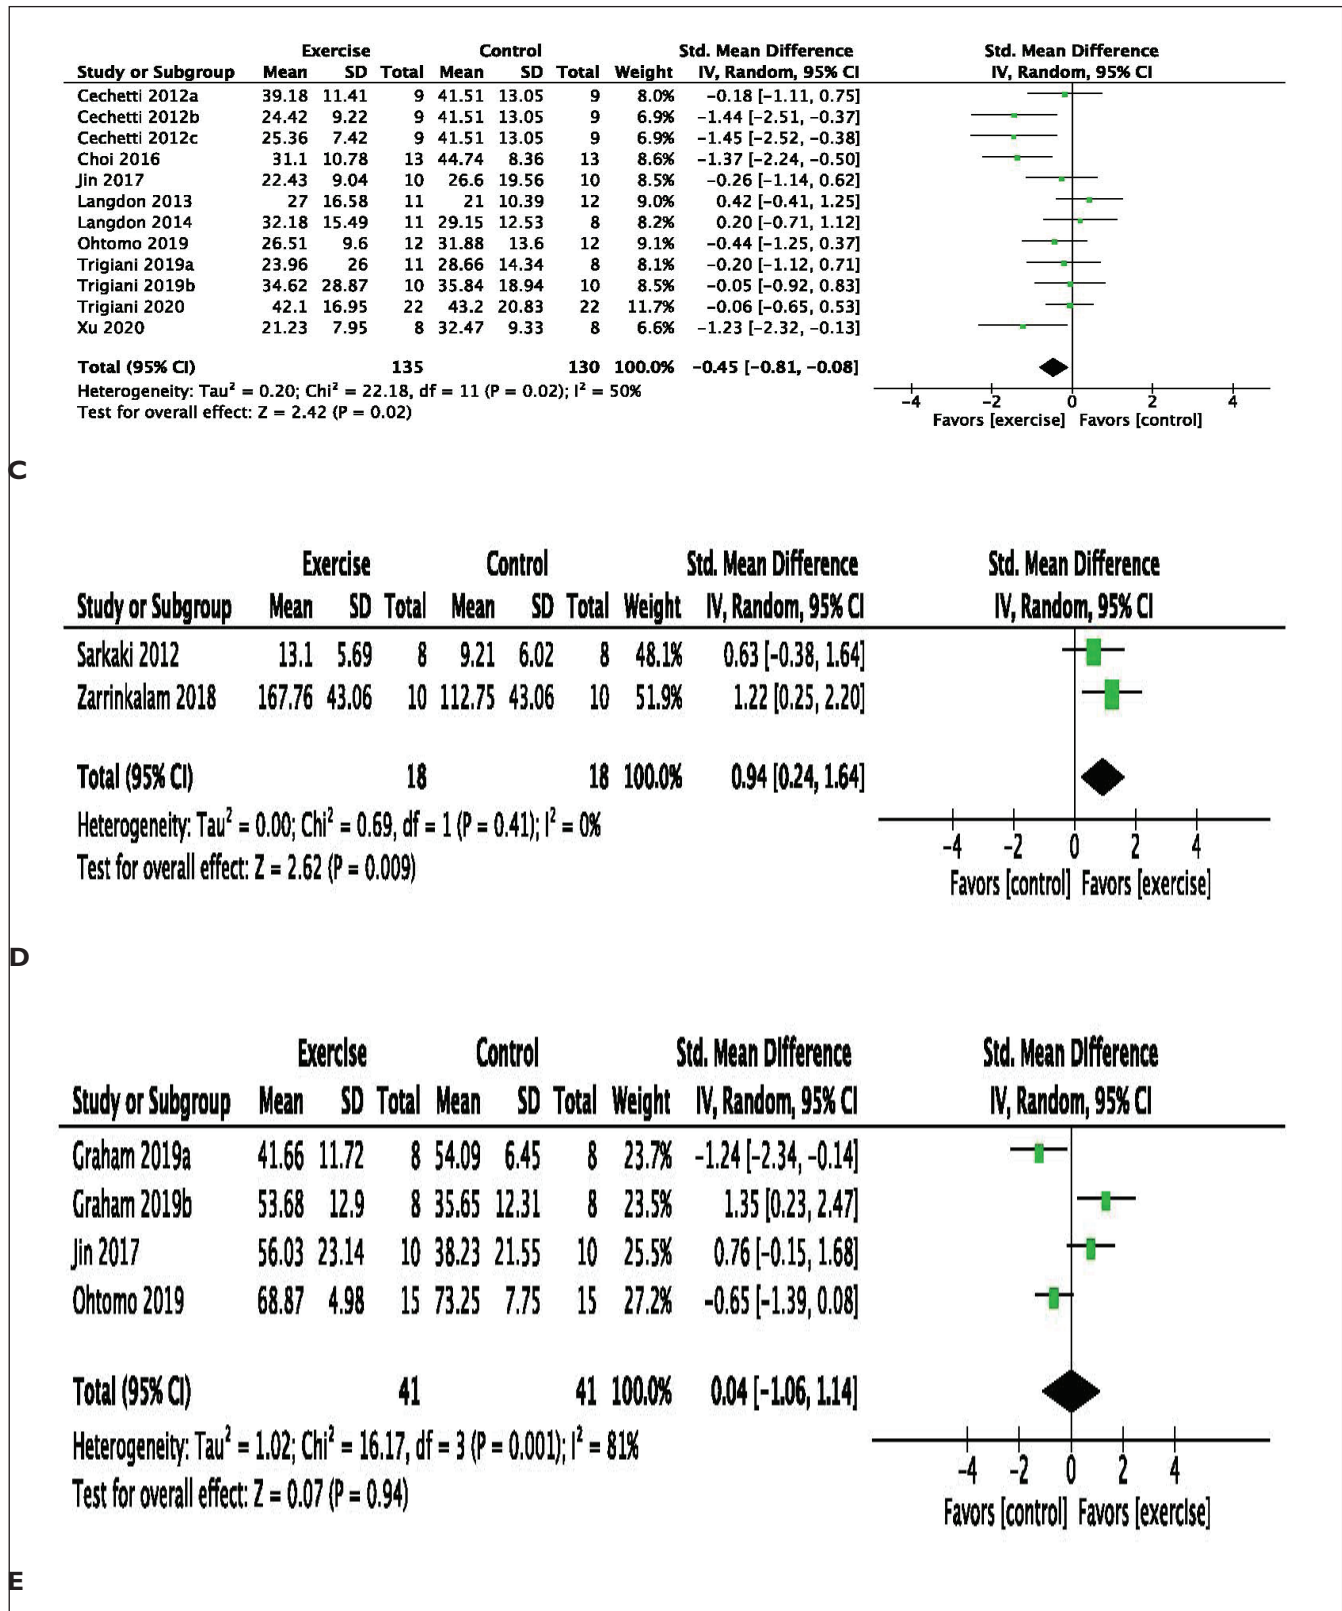 Exercise Control Std. Mean Difference Std. Mean Difference
Study or Subgroup Mean SD Total Mean SD Total Weight IV, Random, 95% CI IV, Random, 95% CI
Cechetti 2012a 39.18 11.41 9 41.51 13.05 9 8.0% −0.18 [−1.11, 0.75]
Cechetti 2012b 24.42 9.22 9 41.51 13.05 9 6.9% −1.44 [−2.51, −0.37]
Cechetti 2012c 25.36 7.42 9 41.51 13.05 9 6.9% −1.45 [−2.52, −0.38]
Choi 2016 31.1 10.78 13 44.74 8.36 13 8.6% −1.37 [−2.24, −0.50]
Jin 2017 22.43 9.04 10 26.6 19.56 10 8.5% −0.26 [−1.14, 0.62]
Langdon 2013 27 16.58 11 21 10.39 12 9.0% 0.42 [−0.41, 1.25]
Langdon 2014 32.18 15.49 11 29.15 12.53 8 8.2% 0.20 [−0.71, 1.12]
Ohtomo 2019 26.51 9.6 12 31.88 13.6 12 9.1% −0.44 [−1.25, 0.37]
Trigiani 2019a 23.96 26 11 28.66 14.34 8 8.1% −0.20 [−1.12, 0.71]
Trigiani 2019b 34.62 28.87 10 35.84 18.94 10 8.5% −0.05 [−0.92, 0.83]
Trigiani 2020 42.1 16.95 22 43.2 20.83 22 11.7% −0.06 [−0.65, 0.53]
Xu 2020 21.23 7.95 8 32.47 9.33 8 6.6% −1.23 [−2.32, −0.13]
Total (95% CI) 135 130 100.0% −0.45 [−0.81, −0.08]
Heterogeneity: Tau² = 0.20; Chi² = 22.18, df = 11 (P = 0.02); I² = 50%
Test for overall effect: Z = 2.42 (P = 0.02)
−4 −2 0 2 4
Favors [exercise] Favors [control]
C
Exercise Control Std. Mean Difference Std. Mean Difference
Study or Subgroup Mean SD Total Mean SD Total Weight IV, Random, 95% CI IV, Random, 95% CI
Sarkaki 2012 13.1 5.69 8 9.21 6.02 8 48.1% 0.63 [−0.38, 1.64]
Zarrinkalam 2018 167.76 43.06 10 112.75 43.06 10 51.9% 1.22 [0.25, 2.20]
Total (95% CI) 18 18 100.0% 0.94 [0.24, 1.64]
Heterogeneity: Tau² = 0.00; Chi² = 0.69, df = 1 (P = 0.41); I² = 0%
Test for overall effect: Z = 2.62 (P = 0.009)
−4 −2 0 2 4
Favors [control] Favors [exercise]
D
Exercise Control Std. Mean Difference Std. Mean Difference
Study or Subgroup Mean SD Total Mean SD Total Weight IV, Random, 95% CI IV, Random, 95% CI
Graham 2019a 41.66 11.72 8 54.09 6.45 8 23.7% −1.24 [−2.34, −0.14]
Graham 2019b 53.68 12.9 8 35.65 12.31 8 23.5% 1.35 [0.23, 2.47]
Jin 2017 56.03 23.14 10 38.23 21.55 10 25.5% 0.76 [−0.15, 1.68]
Ohtomo 2019 68.87 4.98 15 73.25 7.75 15 27.2% −0.65 [−1.39, 0.08]
Total (95% CI) 41 41 100.0% 0.04 [−1.06, 1.14]
Heterogeneity: Tau² = 1.02; Chi² = 16.17, df = 3 (P = 0.001); I² = 81%
Test for overall effect: Z = 0.07 (P = 0.94)
−4 −2 0 2 4
Favors [control] Favors [exercise]
E